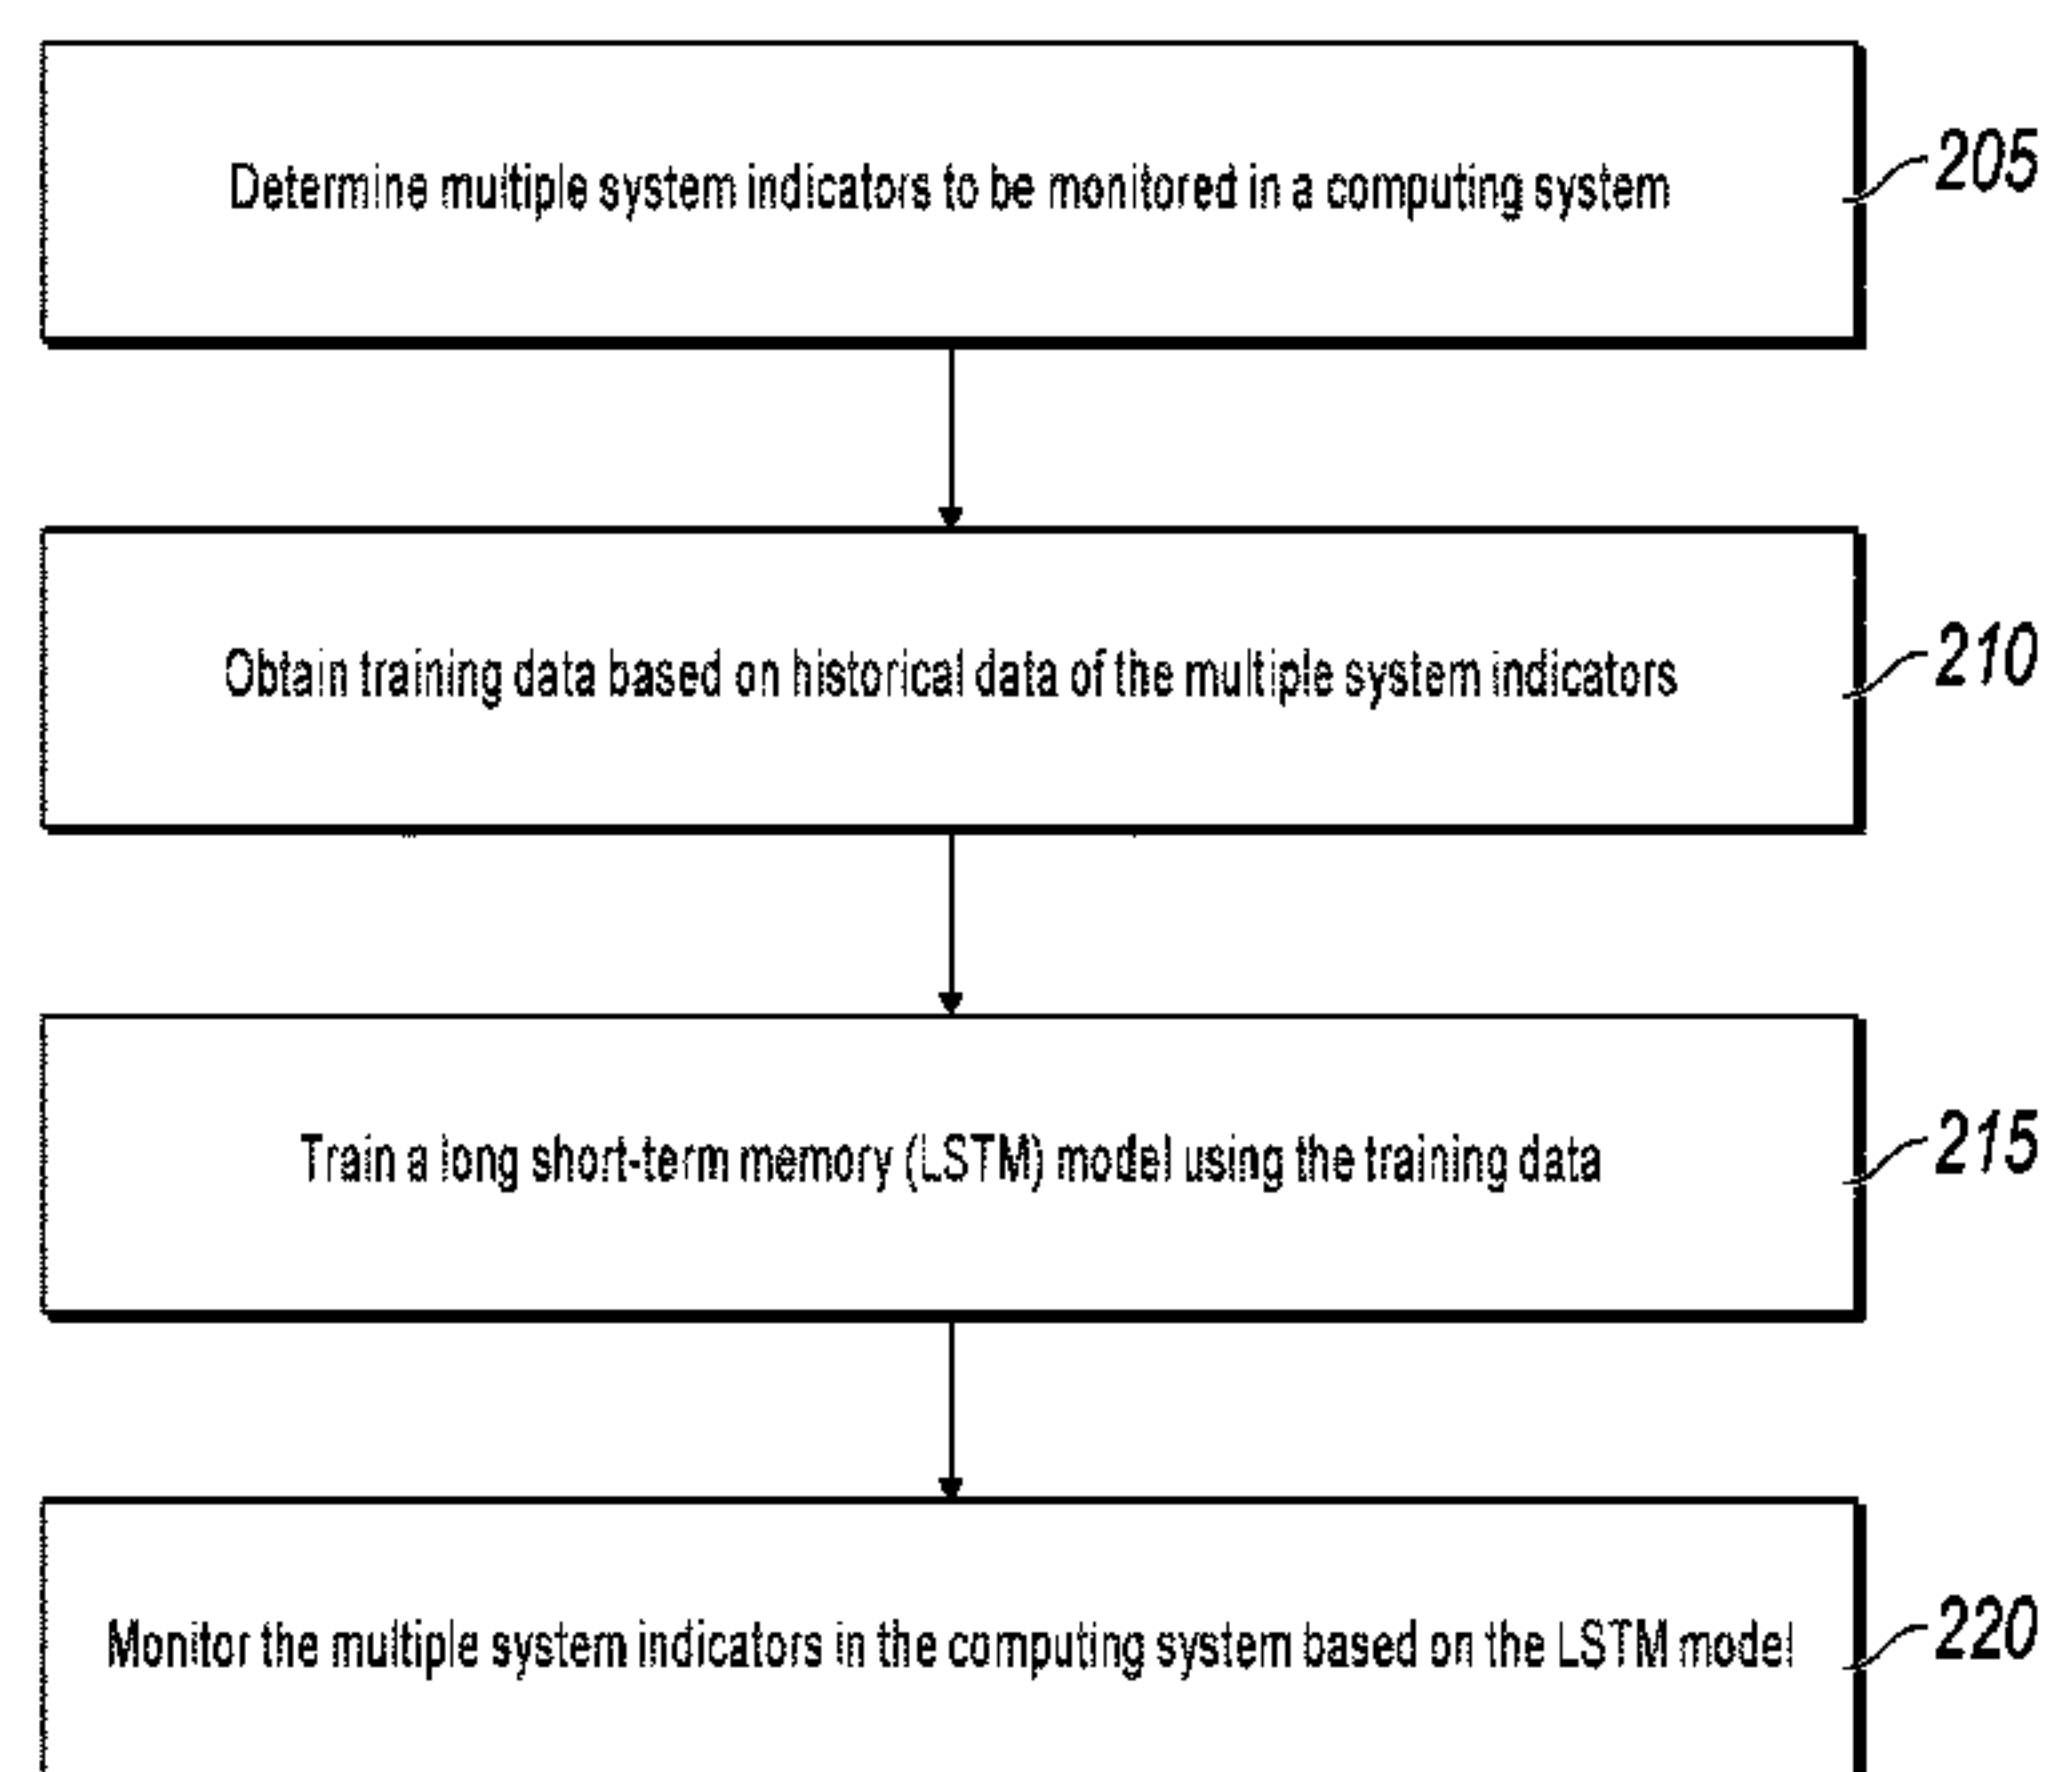 Determine multiple system indicators to be monitored in a computing system
205
Obtain training data based on historical data of the multiple system indicators
210
Train a long short-term memory (LSTM) model using the training data
215
Monitor the multiple system indicators in the computing system based on the LSTM model
220